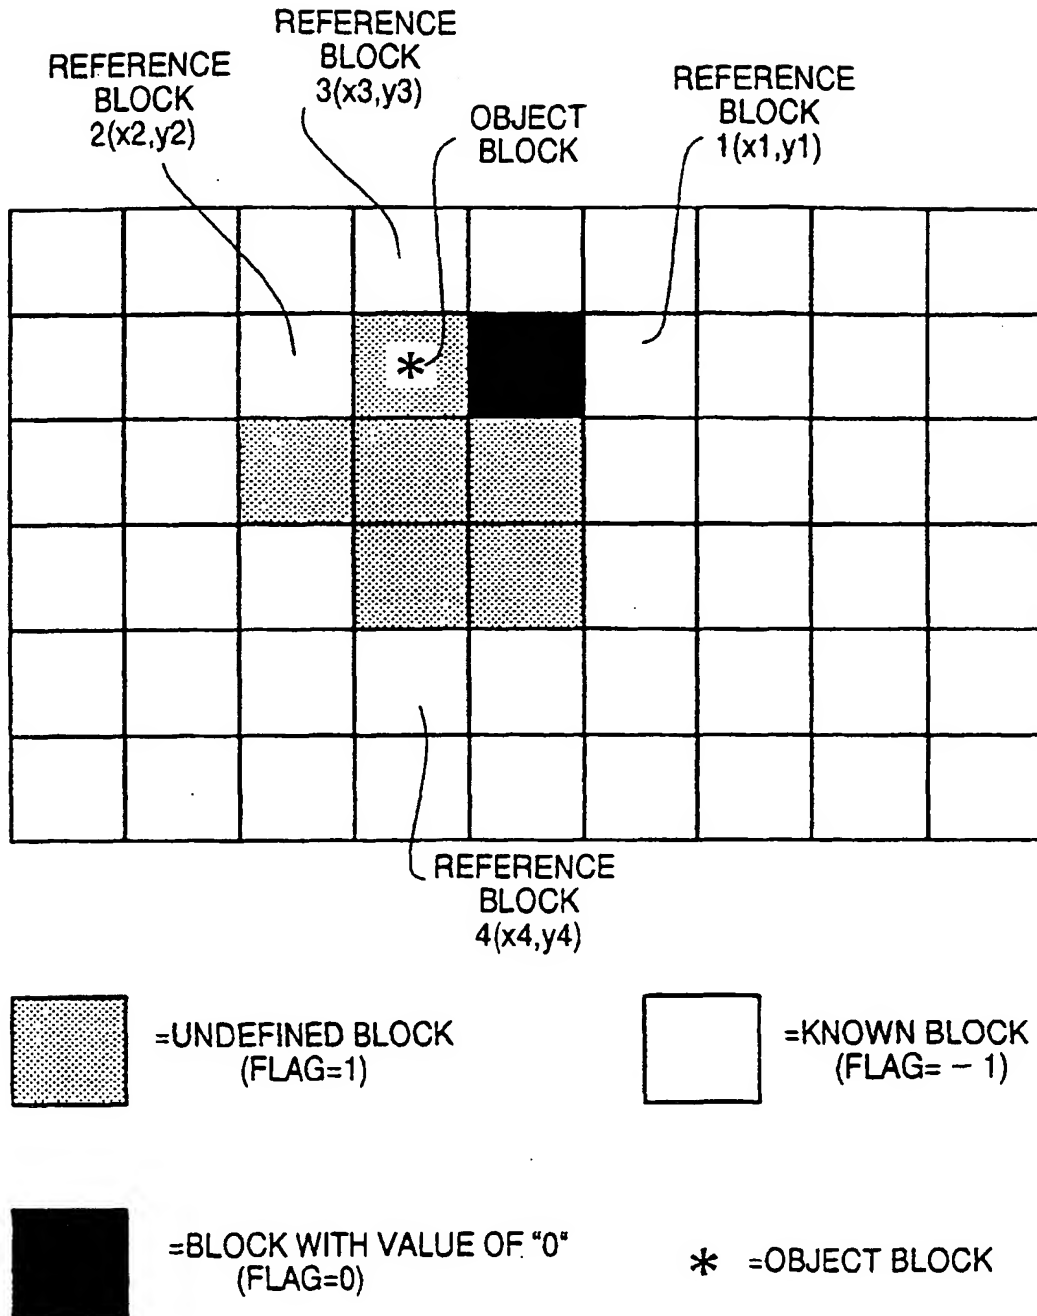 REFERENCE
BLOCK
2(x2,y2)
REFERENCE
BLOCK
3(x3,y3)
OBJECT
BLOCK
REFERENCE
BLOCK
1(x1,y1)
*
REFERENCE
BLOCK
4(x4,y4)
=UNDEFINED BLOCK
(FLAG=1)
=KNOWN BLOCK
(FLAG= – 1)
=BLOCK WITH VALUE OF "0"
(FLAG=0)
* =OBJECT BLOCK